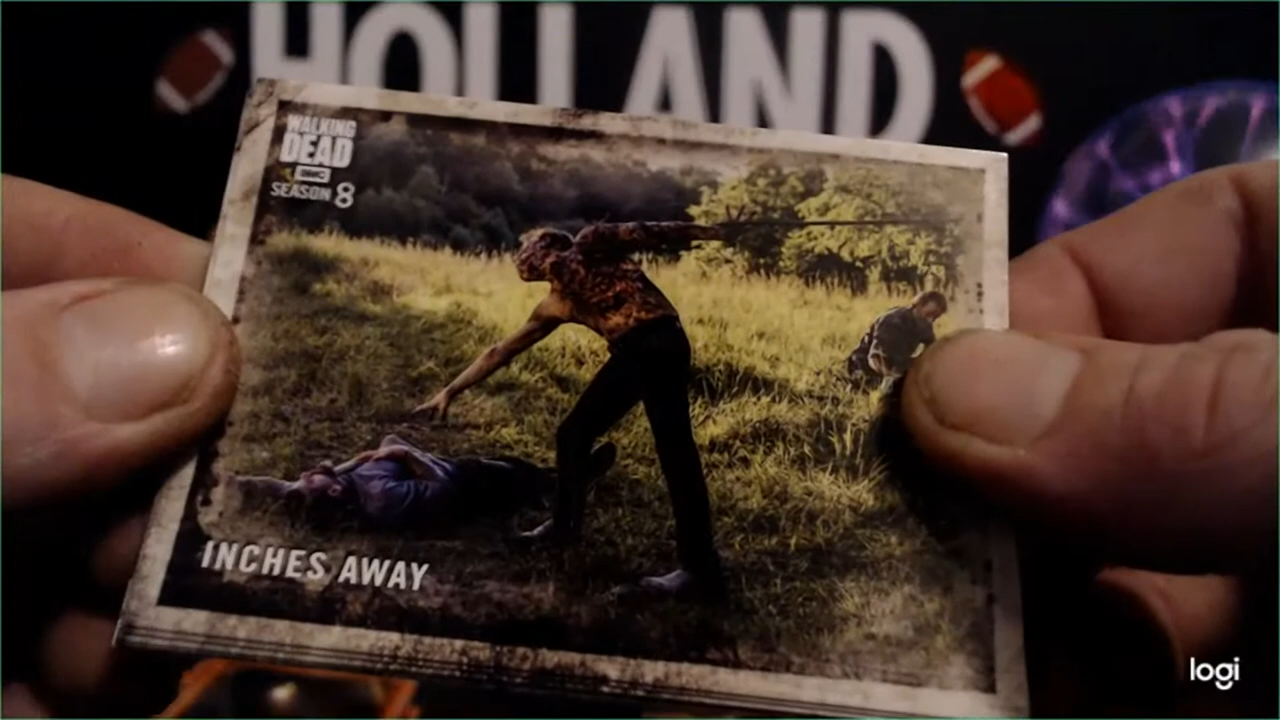 HOLLAND
WALKING
DEAD
amc
SEASON 8
INCHES AWAY
logi